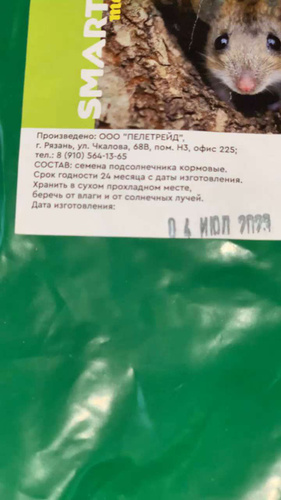 SMART
Произведено: ООО "ПЕЛЕТРЕЙД",
г. Рязань, ул. Чкалова, 68В, пом. Н3, офис 225;
тел.: 8 (910) 564-13-65
СОСТАВ: семена подсолнечника кормовые.
Срок годности 24 месяца с даты изготовления.
Хранить в сухом прохладном месте,
беречь от влаги и от солнечных лучей.
Дата изготовления:
04 ИЮЛ 2023